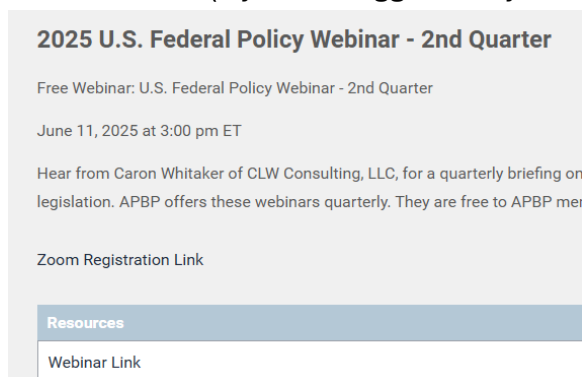 2025 U.S. Federal Policy Webinar - 2nd Quarter
Free Webinar: U.S. Federal Policy Webinar - 2nd Quarter
June 11, 2025 at 3:00 pm ET
Hear from Caron Whitaker of CLW Consulting, LLC, for a quarterly briefing on
legislation. APBP offers these webinars quarterly. They are free to APBP
Zoom Registration Link
Resources
Webinar Link